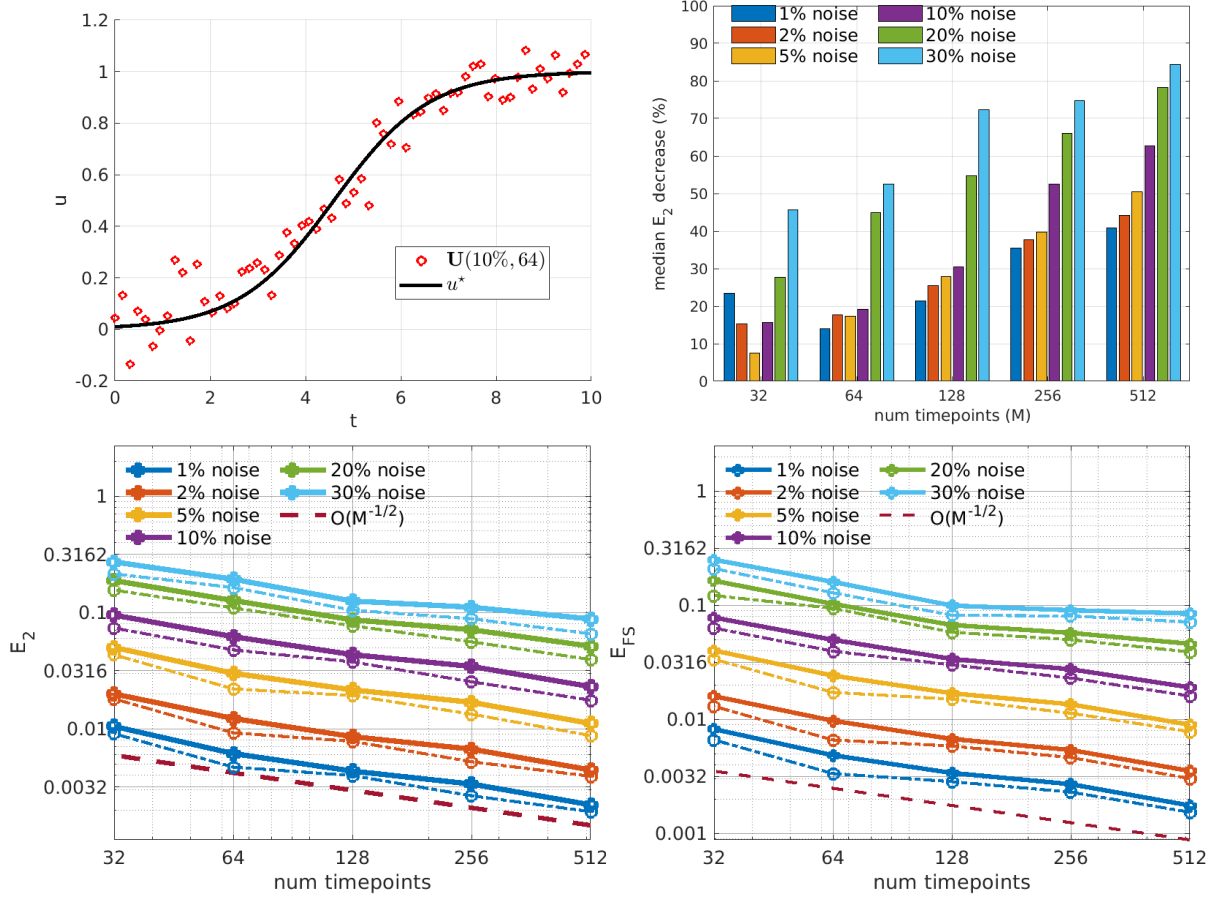 1.2
1
0.8
0.6
0.4
0.2
0
-0.2
u
0 2 4 6 8 10
t
U(10%, 64)
u⋆
100
90
80
70
60
50
40
30
20
10
0
median E2 decrease (%)
1% noise 10% noise
2% noise 20% noise
5% noise 30% noise
32 64 128 256 512
num timepoints (M)
1% noise 20% noise
2% noise 30% noise
5% noise O(M-1/2)
10% noise
1
0.3162
0.1
0.0316
0.01
0.0032
E2
32 64 128 256 512
num timepoints
1% noise 20% noise
2% noise 30% noise
5% noise O(M-1/2)
10% noise
1
0.3162
0.1
0.0316
0.01
0.0032
0.001
EFS
32 64 128 256 512
num timepoints